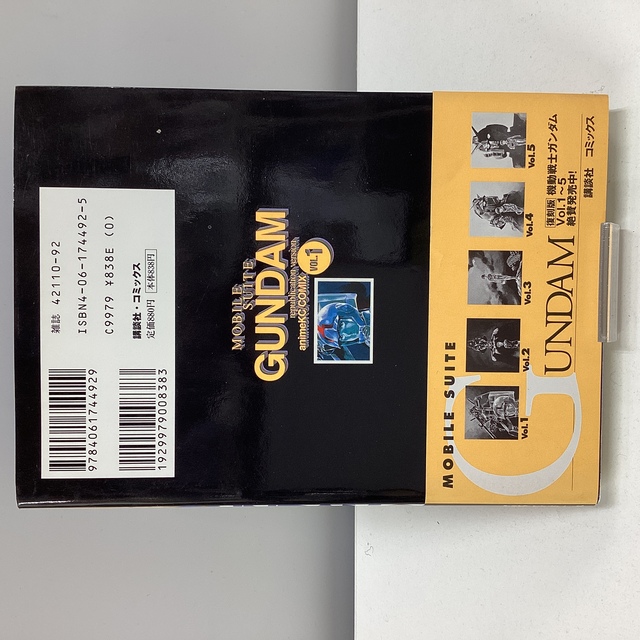 雑誌 42110-92
ISBN4-06-174492-5
C9979 ¥838E (0)
講談社・コミックス
定価880円 本体838円
9784061744929
1929979008383
MOBILE
SUITE
GUNDAM
republication version
animeKC/COMIX
VOL.1
MOBILE SUITE
GUNDAM
Vol.1
Vol.2
Vol.3
Vol.4
Vol.5
復刻版 機動戦士ガンダム
Vol.1~5
絶賛発売中!
講談社 コミックス